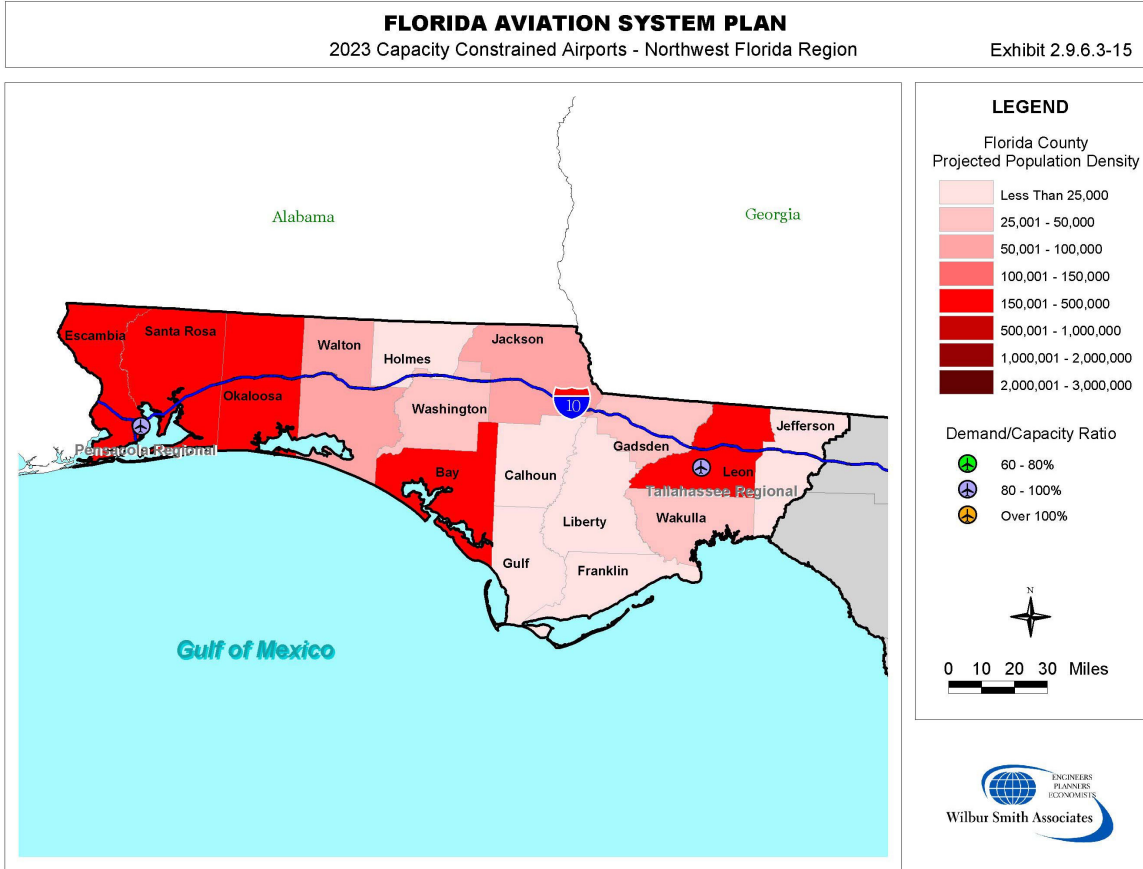 FLORIDA AVIATION SYSTEM PLAN
2023 Capacity Constrained Airports - Northwest Florida Region
Exhibit 2.9.6.3-15
Alabama
Georgia
Escambia
Santa Rosa
Okaloosa
Walton
Holmes
Jackson
Washington
Bay
Calhoun
Gulf
Liberty
Franklin
Gadsden
Leon
Jefferson
Wakulla
10
Pensacola Regional
Tallahassee Regional
Gulf of Mexico
LEGEND
Florida County
Projected Population Density
Less Than 25,000
25,001 - 50,000
50,001 - 100,000
100,001 - 150,000
150,001 - 500,000
500,001 - 1,000,000
1,000,001 - 2,000,000
2,000,001 - 3,000,000
Demand/Capacity Ratio
60 - 80%
80 - 100%
Over 100%
N
0 10 20 30 Miles
ENGINEERS
PLANNERS
ECONOMISTS
Wilbur Smith Associates